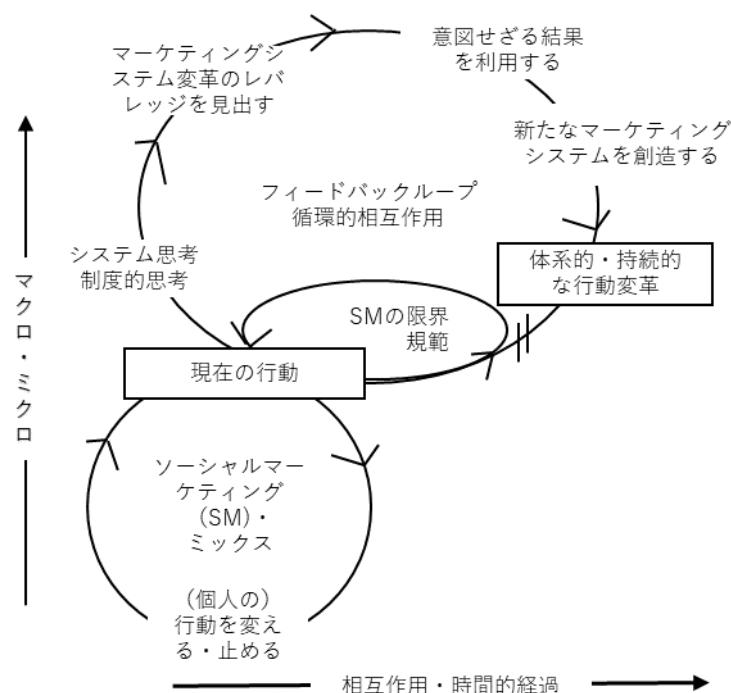 マーケティングシ
ステム変革のレバ
レッジを見出す
意図せざる結果
を利用する
新たなマーケティング
システムを創造する
フィードバックループ
循環的相互作用
システム思考
制度的思考
体系的・持続的
な行動変革
マクロ・ミクロ
SMの限界
規範
現在の行動
ソーシャルマー
ケティング
（SM）・
ミックス
（個人の）
行動を変え
る・止める
相互作用・時間的経過